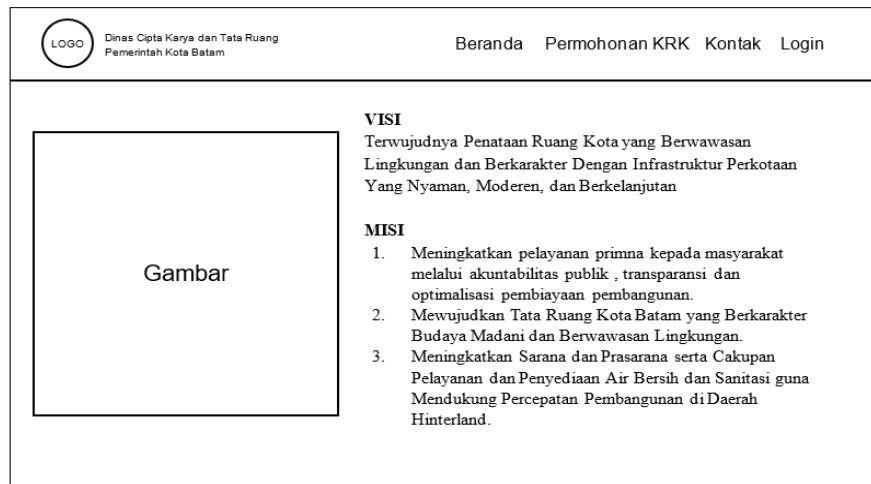 LOGO
Dinas Cipta Karya dan Tata Ruang
Pemerintah Kota Batam
Beranda Permohonan KRK Kontak Login
Gambar
VISI
Terwujudnya Penataan Ruang Kota yang Berwawasan
Lingkungan dan Berkarakter Dengan Infrastruktur Perkotaan
Yang Nyaman, Moderen, dan Berkelanjutan
MISI
1. Meningkatkan pelayanan primna kepada masyarakat
melalui akuntabilitas publik , transparansi dan
optimalisasi pembiayaan pembangunan.
2. Mewujudkan Tata Ruang Kota Batam yang Berkarakter
Budaya Madani dan Berwawasan Lingkungan.
3. Meningkatkan Sarana dan Prasarana serta Cakupan
Pelayanan dan Penyediaan Air Bersih dan Sanitasi guna
Mendukung Percepatan Pembangunan di Daerah
Hinterland.